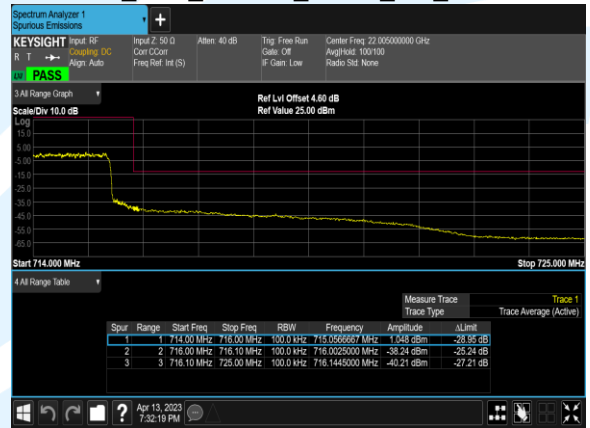 Spectrum Analyzer 1
Spurious Emissions
+
KEYSIGHT Input: RF Input Z: 50 Ω Atten: 40 dB Trig: Free Run Center Freq: 22.005000000 GHz
R T Coupling: DC Corr CCorr Gate: Off Avg|Hold: 100/100
Align: Auto Freq Ref: Int (S) IF Gain: Low Radio Std: None
PASS
3 All Range Graph
Ref Lvl Offset 4.60 dB
Scale/Div 10.0 dB Ref Value 25.00 dBm
Log
15.0
5.00
-5.00
-15.0
-25.0
-35.0
-45.0
-55.0
-65.0
Start 714.000 MHz Stop 725.000 MHz
4 All Range Table
Measure Trace Trace 1
Trace Type Trace Average (Active)
Spur Range Start Freq Stop Freq RBW Frequency Amplitude ΔLimit
1 1 714.00 MHz 716.00 MHz 100.0 kHz 715.0566667 MHz 1.048 dBm -28.95 dB
2 2 716.00 MHz 716.10 MHz 100.0 kHz 716.0025000 MHz -38.24 dBm -25.24 dB
3 3 716.10 MHz 725.00 MHz 100.0 kHz 716.1445000 MHz -40.21 dBm -27.21 dB
? Apr 13, 2023
7:32:19 PM